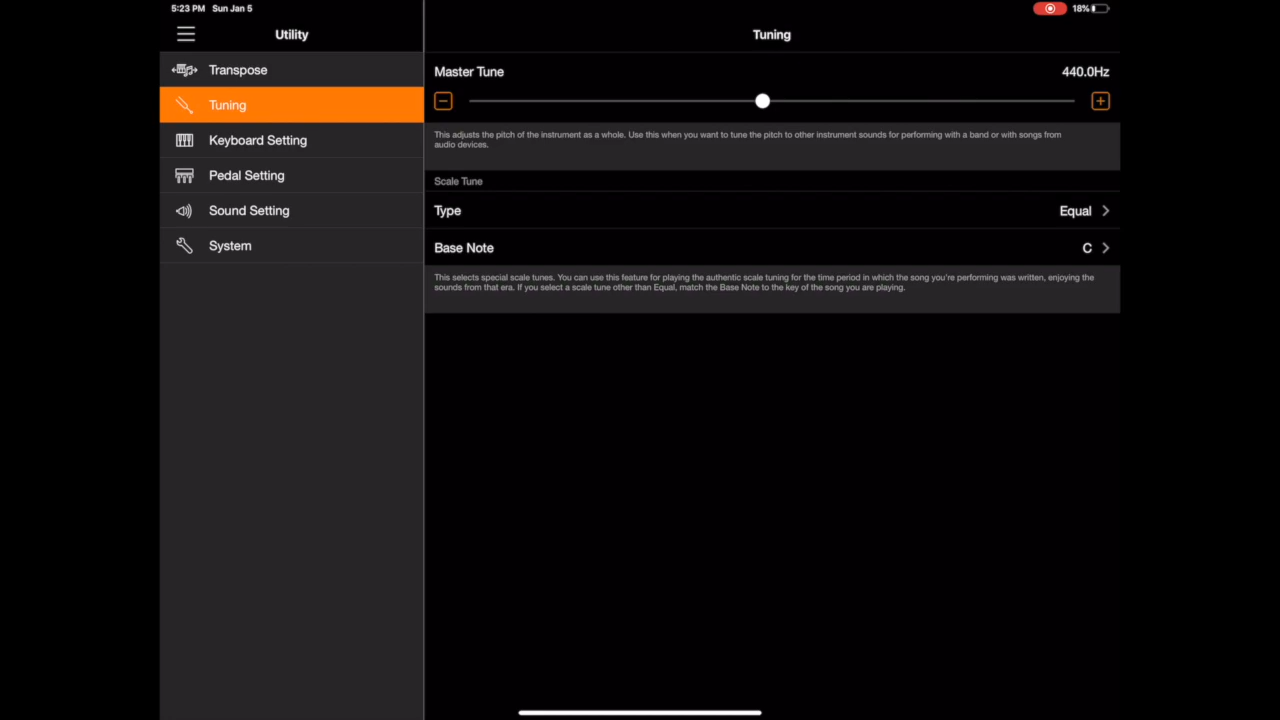 5:23 PM Sun Jan 5
18%
Utility
Tuning
Transpose
Tuning
Keyboard Setting
Pedal Setting
Sound Setting
System
Master Tune
440.0Hz
This adjusts the pitch of the instrument as a whole. Use this when you want to tune the pitch to other instrument sounds for performing with a band or with songs from
audio devices.
Scale Tune
Type
Equal
Base Note
C
This selects special scale tunes. You can use this feature for playing the authentic scale tuning for the time period in which the song you're performing was written, enjoying the
sounds from that era. If you select a scale tune other than Equal, match the Base Note to the key of the song you are playing.